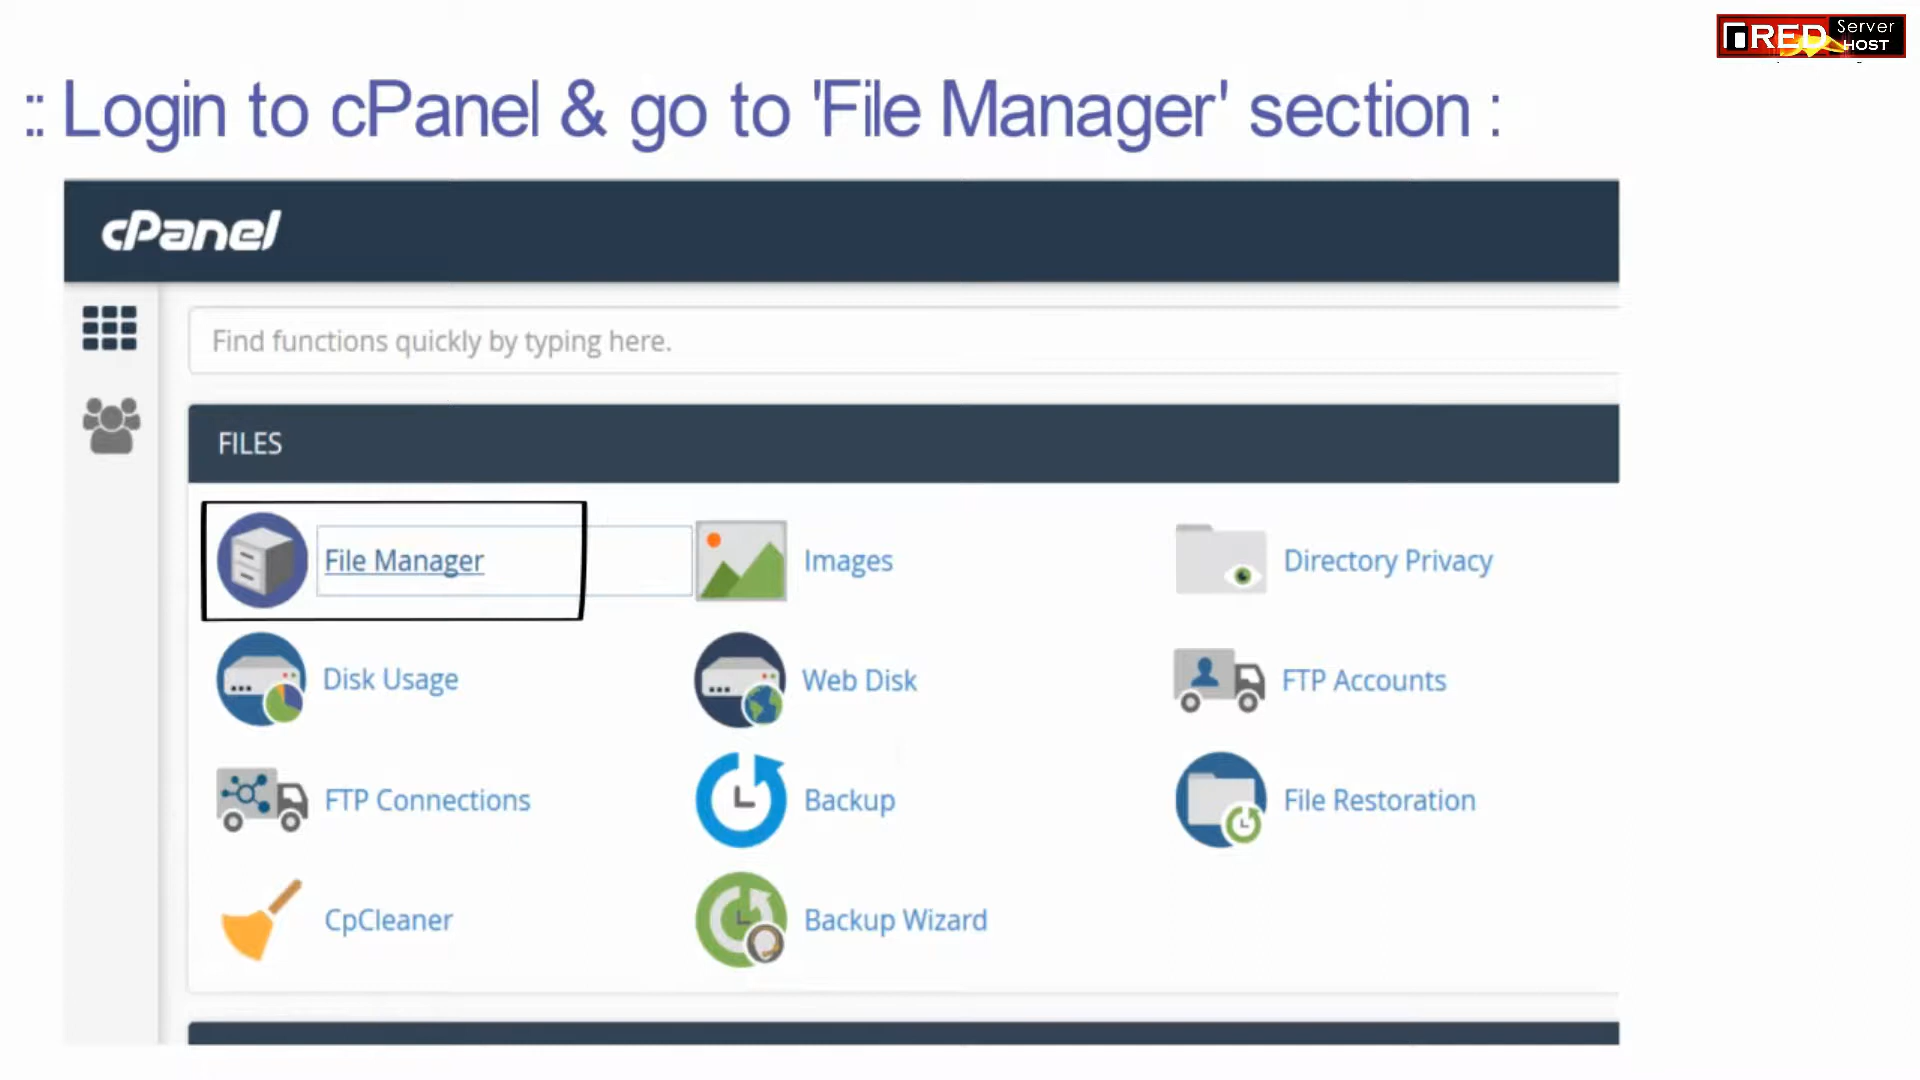 RED Server
HOST
:: Login to cPanel & go to 'File Manager' section :
cPanel
Find functions quickly by typing here.
FILES
File Manager
Images
Directory Privacy
Disk Usage
Web Disk
FTP Accounts
FTP Connections
Backup
File Restoration
CpCleaner
Backup Wizard